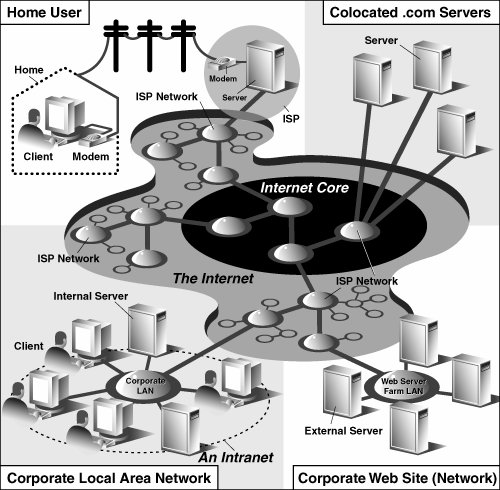 Home User
Colocated .com Servers
Server
Home
Modem
Server
ISP Network
ISP
Client
Modem
Internet Core
ISP Network
The Internet
ISP Network
Internal Server
ISP Network
Client
Corporate
LAN
Web Server
Farm LAN
External Server
An Intranet
Corporate Local Area Network
Corporate Web Site (Network)